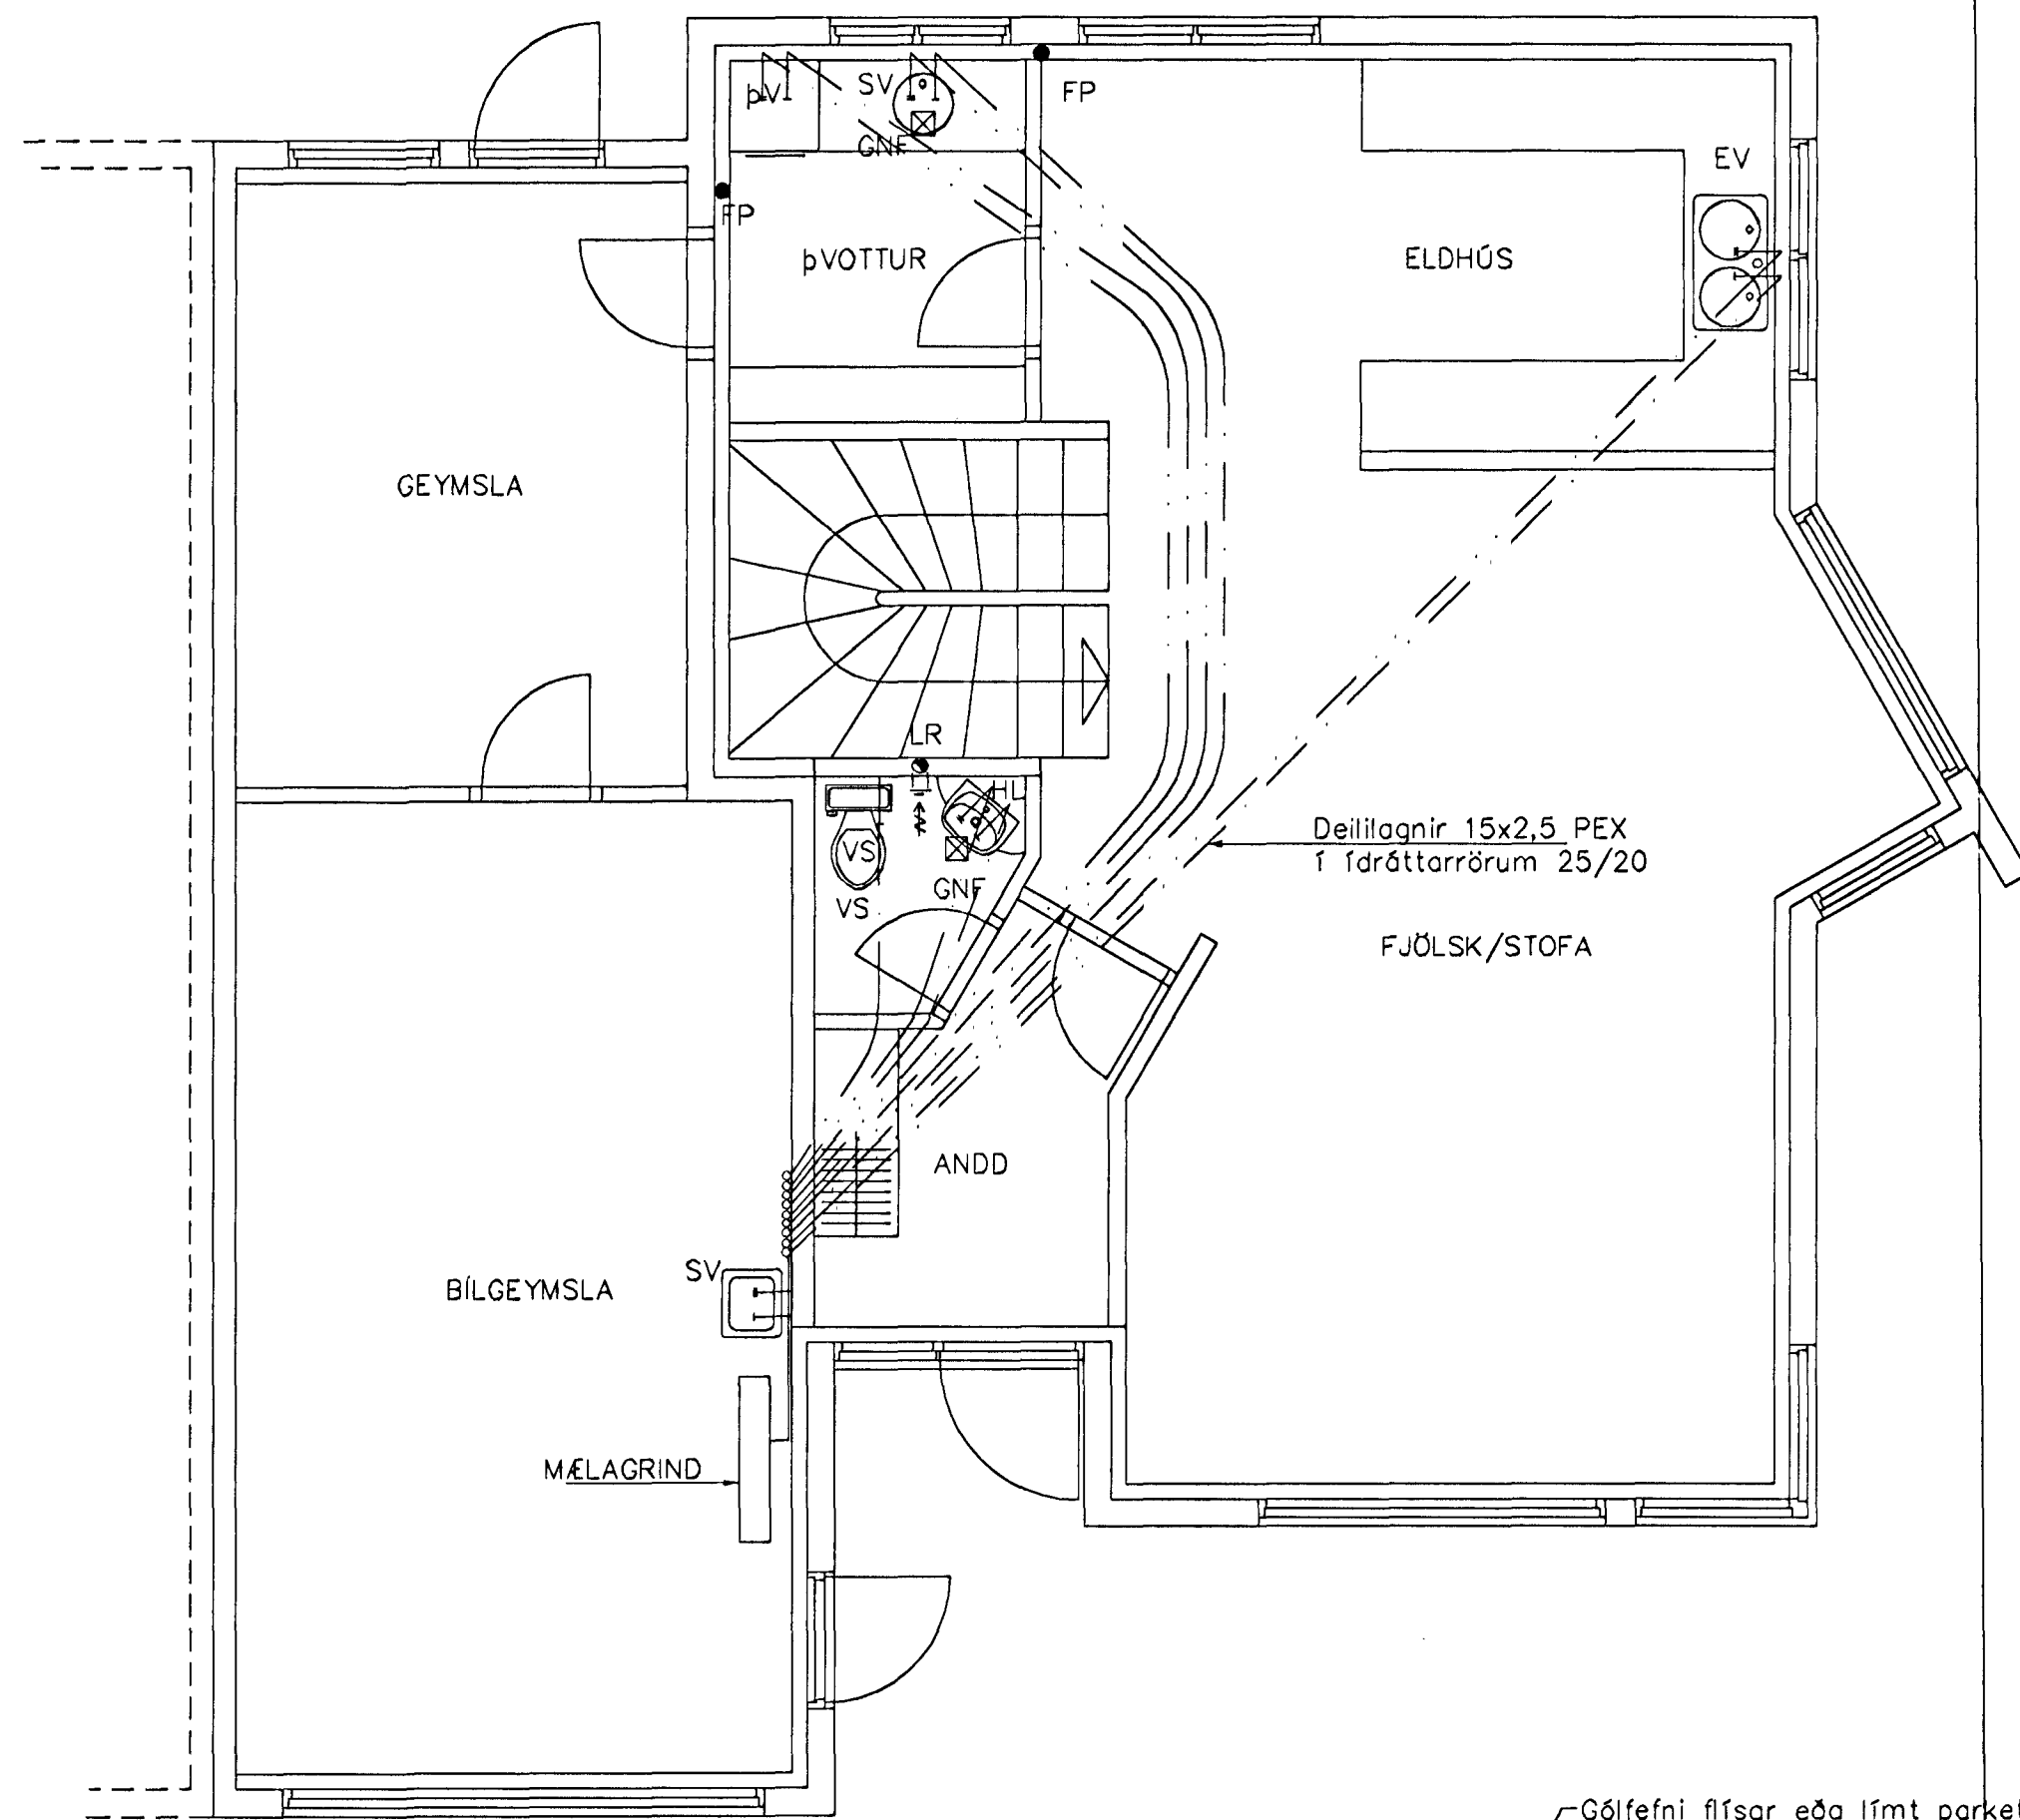 ÞV
SV
FP
GNF
EV
FP
ÞVOTTUR
ELDHÚS
GEYMSLA
LR
HL
VS
GNF
VS
Deililagnir 15x2,5 PEX
í ídráttarrörum 25/20
FJÖLSK/STOFA
ANDD
SV
BÍLGEYMSLA
MÆLAGRIND
Gólfefni flísar eða límt parket